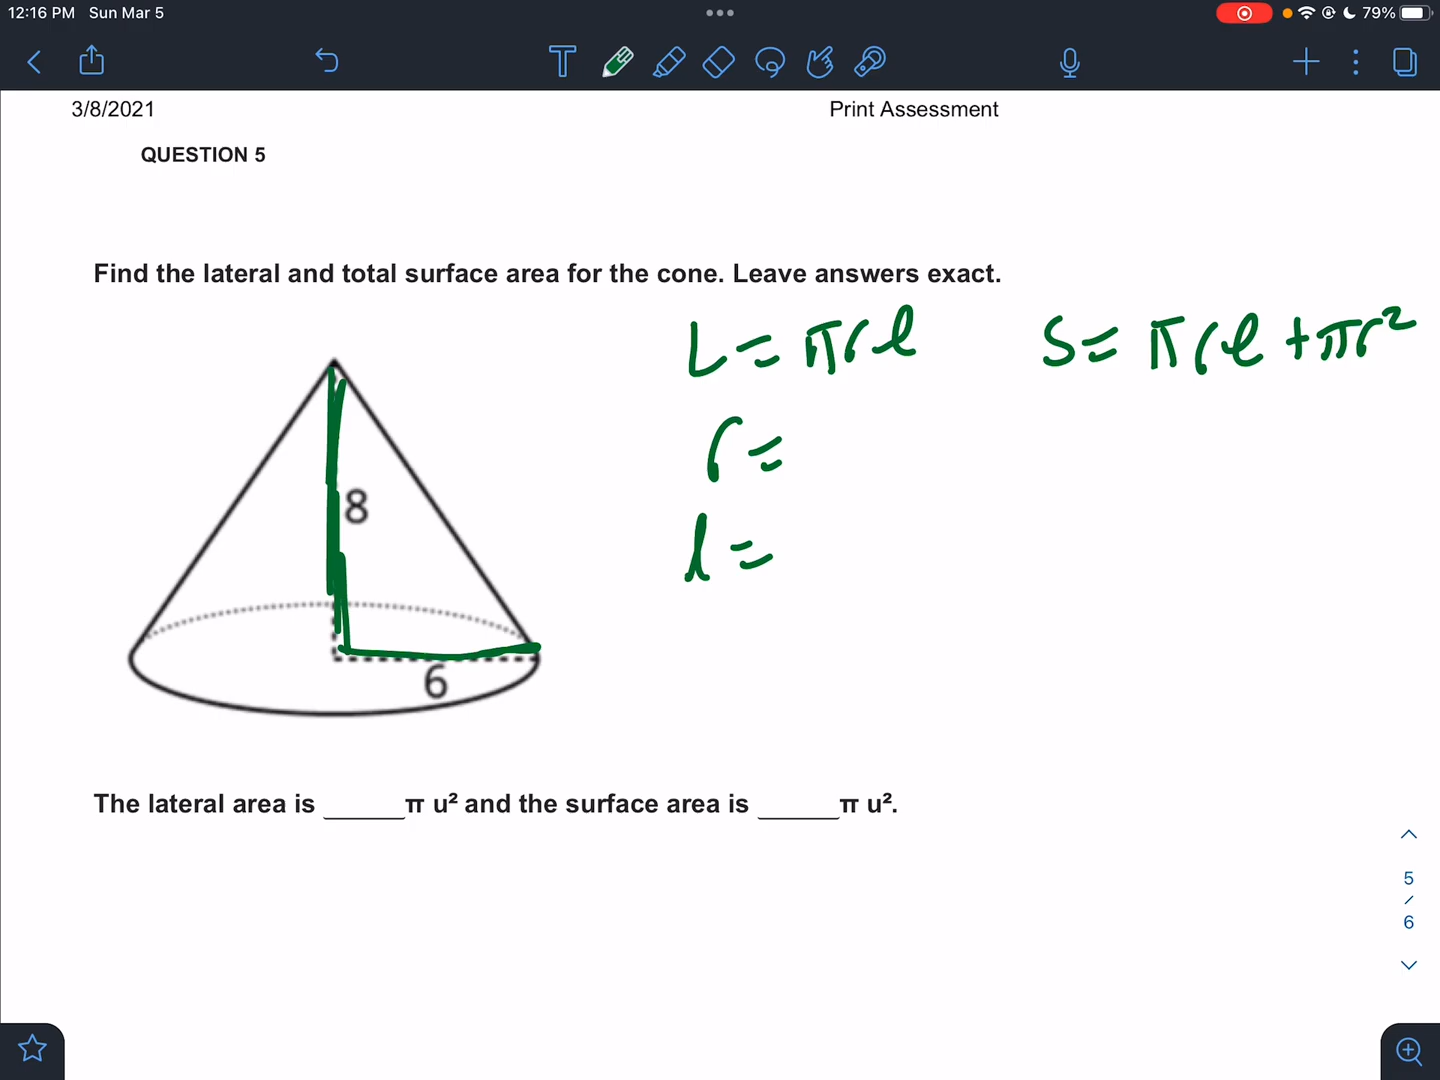 12:16 PM Sun Mar 5
79%
3/8/2021
Print Assessment
QUESTION 5
Find the lateral and total surface area for the cone. Leave answers exact.
L = πrl
S = πrl + πr²
r =
l =
8
6
The lateral area is ______π u² and the surface area is ______π u².
5
/
6